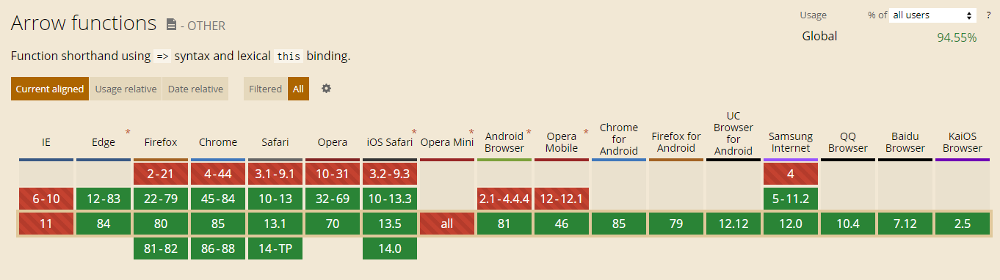 Arrow functions - OTHER
Usage % of all users ?
Global 94.55%
Function shorthand using => syntax and lexical this binding.
Current aligned Usage relative Date relative Filtered All
IE Edge * Firefox Chrome Safari Opera iOS Safari * Opera Mini * Android Browser * Opera Mobile * Chrome for Android Firefox for Android UC Browser for Android Samsung Internet QQ Browser Baidu Browser KaiOS Browser
2-21 4-44 3.1-9.1 10-31 3.2-9.3 4
6-10 12-83 22-79 45-84 10-13 32-69 10-13.3 2.1-4.4.4 12-12.1 5-11.2
11 84 80 85 13.1 70 13.5 all 81 46 85 79 12.12 12.0 10.4 7.12 2.5
81-82 86-88 14-TP 14.0